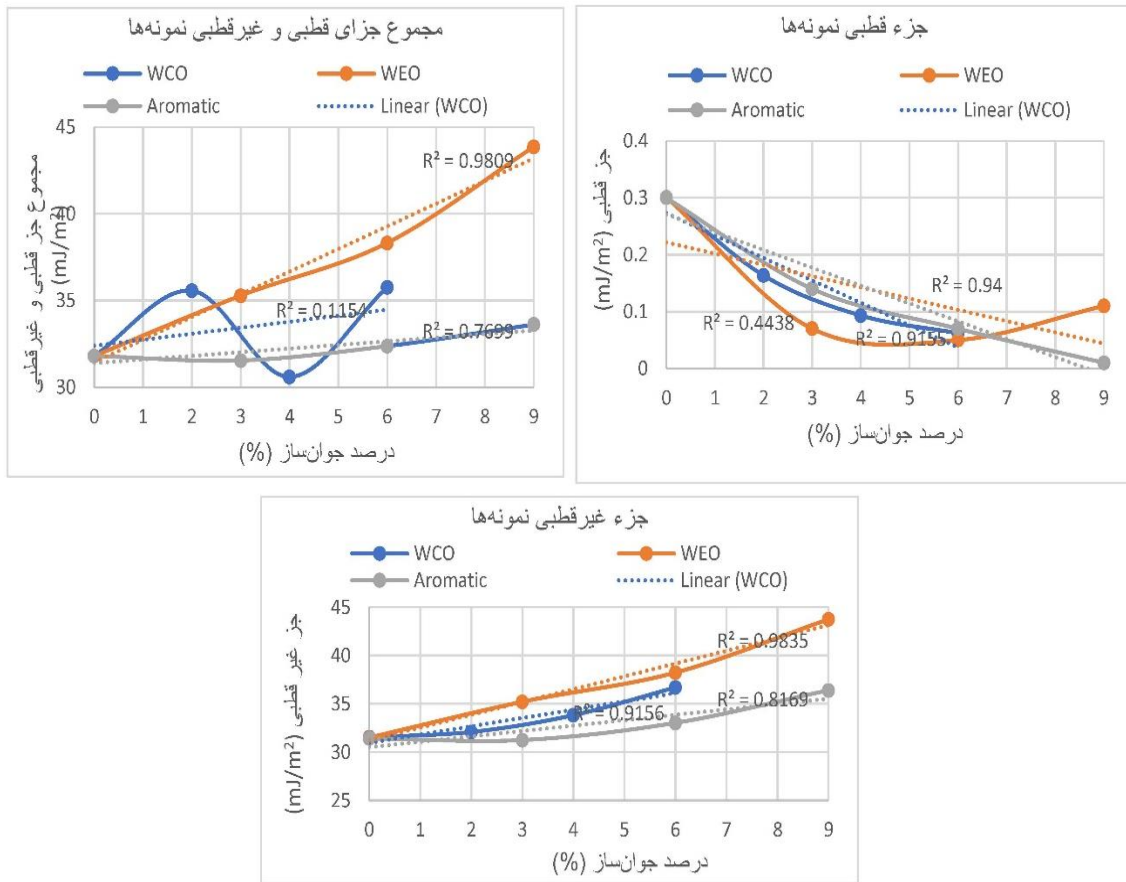 مجموع جزای قطبی و غیرقطبی نمونه‌ها
WCO WEO
Aromatic Linear (WCO)
مجموع جز قطبی و غیر قطبی
(mJ/m²)
45
40
35
30
R² = 0.9809
R² = 0.1154
R² = 0.7699
0 1 2 3 4 5 6 7 8 9
درصد جوان‌ساز (%)
جزء قطبی نمونه‌ها
WCO WEO
Aromatic Linear (WCO)
جز قطبی (mJ/m²)
0.4
0.3
0.2
0.1
0
R² = 0.94
R² = 0.4438
R² = 0.9155
0 1 2 3 4 5 6 7 8 9
درصد جوان‌ساز (%)
جزء غیرقطبی نمونه‌ها
WCO WEO
Aromatic Linear (WCO)
جز غیر قطبی (mJ/m²)
45
40
35
30
25
R² = 0.9835
R² = 0.8169
R² = 0.9156
0 1 2 3 4 5 6 7 8 9
درصد جوان‌ساز (%)